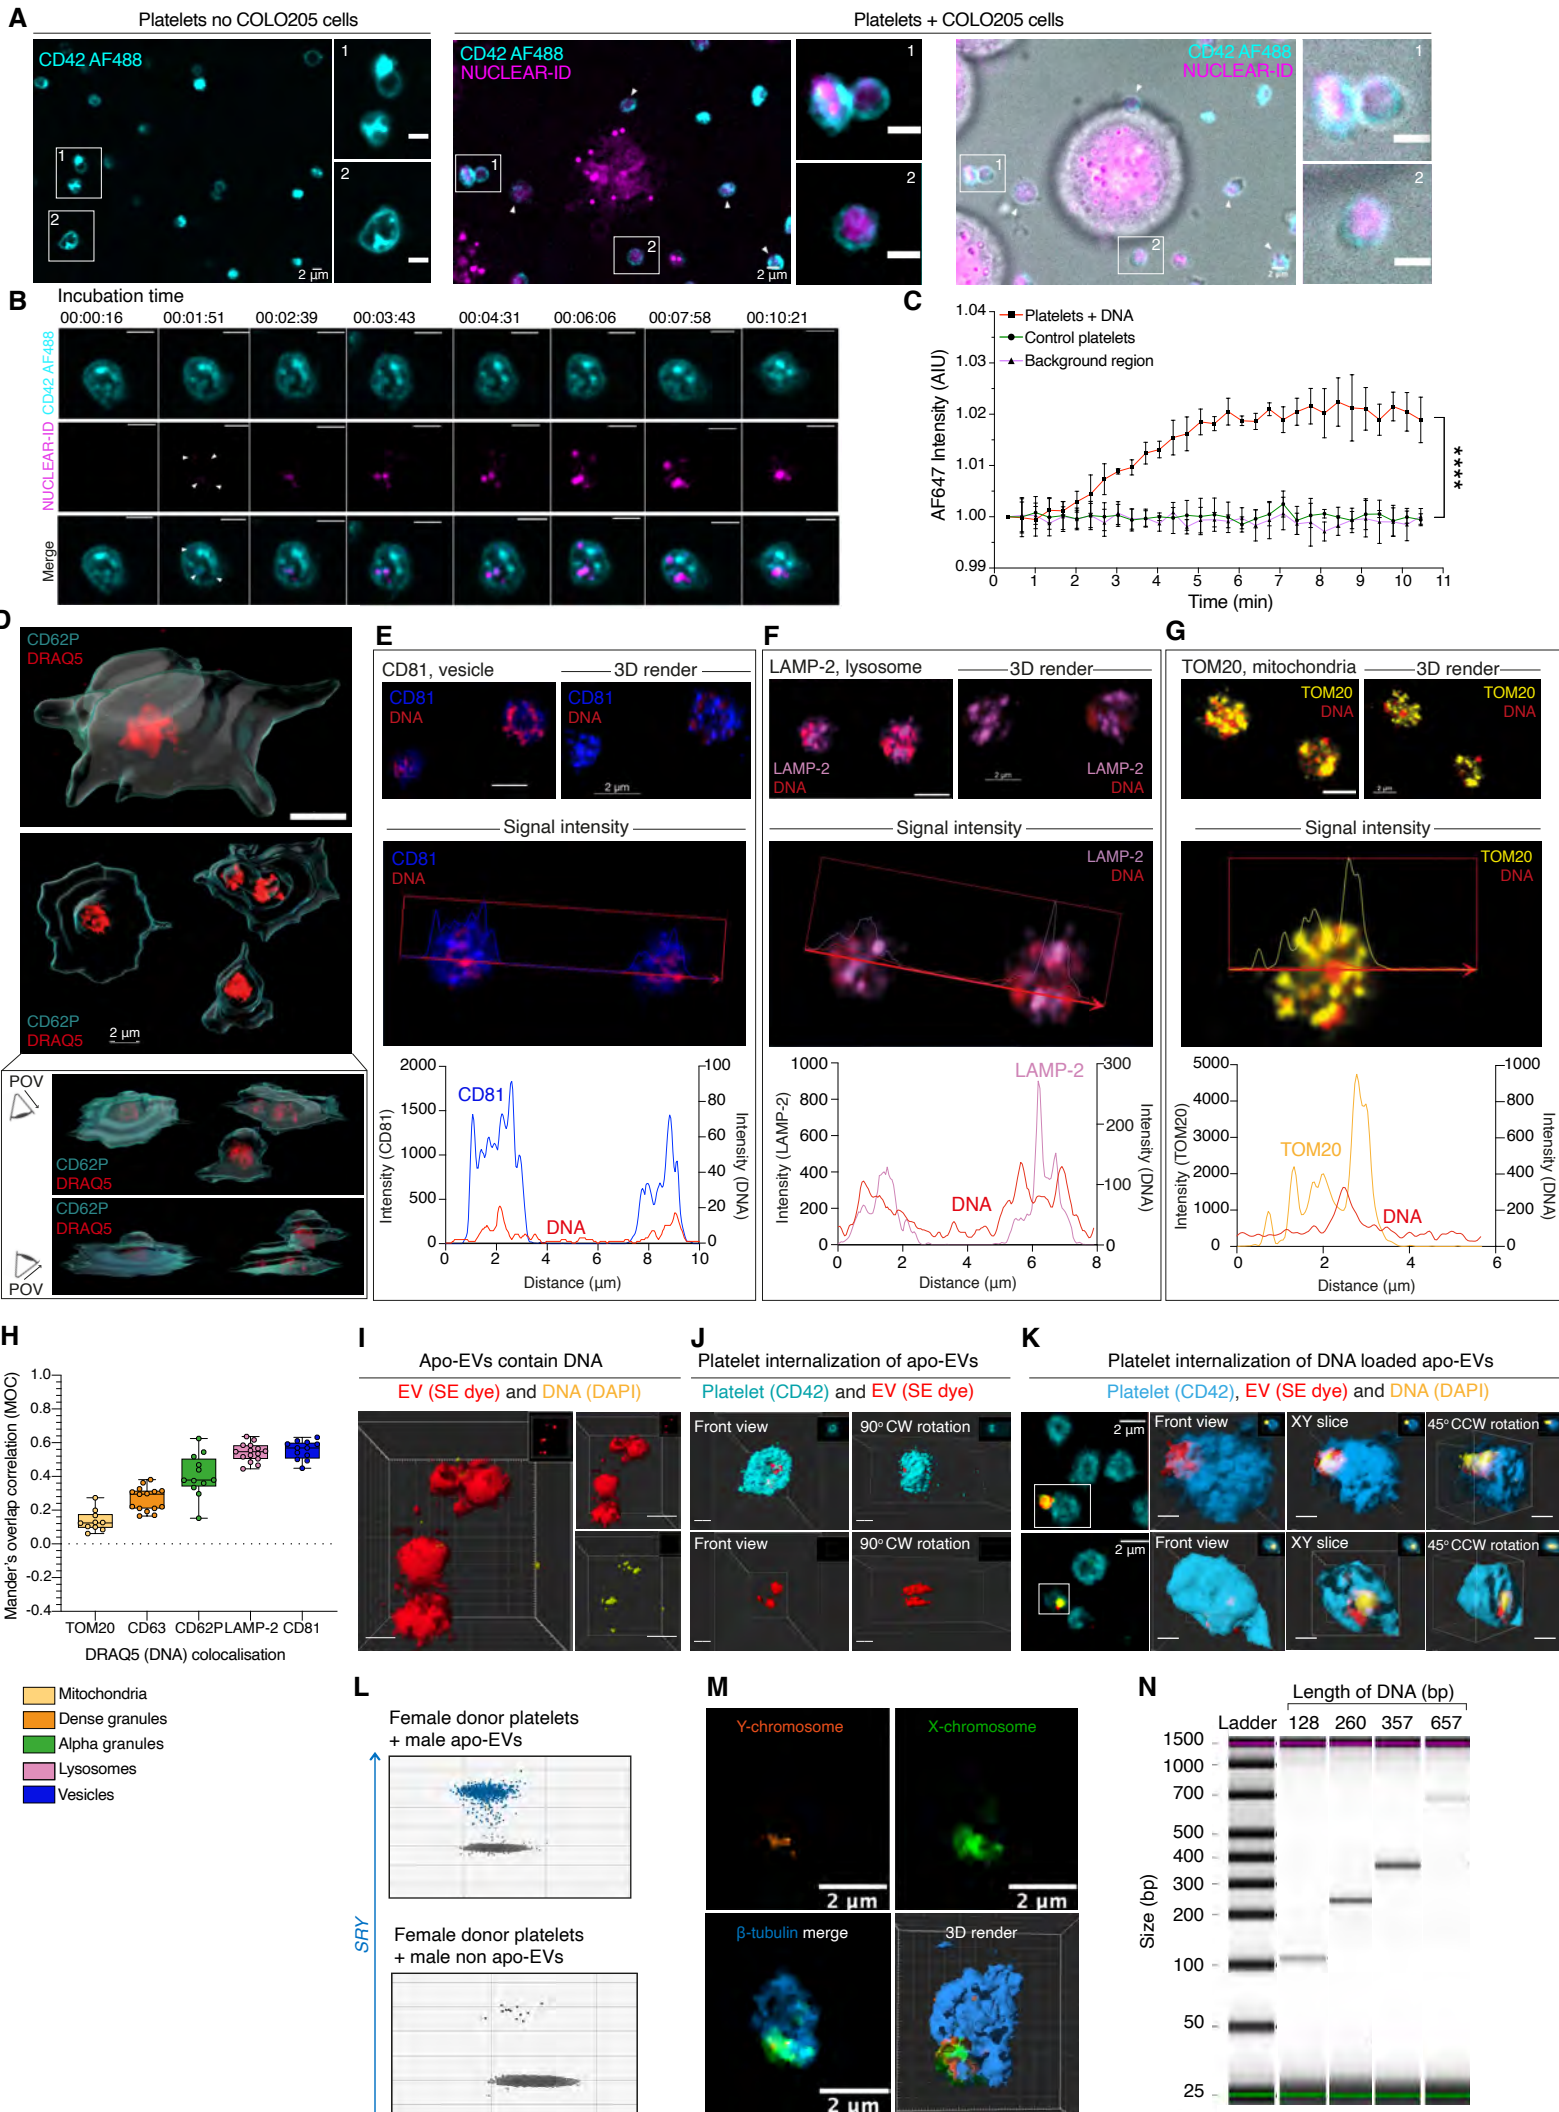 A
Platelets no COLO205 cells
Platelets + COLO205 cells
CD42 AF488
1
2
1
2
2 µm
CD42 AF488
NUCLEAR-ID
1
2
1
2
2 µm
CD42 AF488
NUCLEAR-ID
1
2
1
2
2 µm
B
Incubation time
00:00:16 00:01:51 00:02:39 00:03:43 00:04:31 00:06:06 00:07:58 00:10:21
CD42 AF488
NUCLEAR-ID
Merge
C
Platelets + DNA
Control platelets
Background region
AF647 Intensity (AIU)
1.04
1.03
1.02
1.01
1.00
0.99
0 1 2 3 4 5 6 7 8 9 10 11
Time (min)
****
D
CD62P
DRAQ5
CD62P
DRAQ5
2 µm
POV
CD62P
DRAQ5
CD62P
DRAQ5
POV
E
CD81, vesicle
3D render
CD81
DNA
CD81
DNA
2 µm
Signal intensity
CD81
DNA
2000
1500
1000
500
0
Intensity (CD81)
CD81
DNA
100
80
60
40
20
0
Intensity (DNA)
0 2 4 6 8 10
Distance (µm)
F
LAMP-2, lysosome
3D render
LAMP-2
DNA
2 µm
LAMP-2
DNA
Signal intensity
LAMP-2
DNA
1000
800
600
400
200
0
Intensity (LAMP-2)
LAMP-2
DNA
300
200
100
0
Intensity (DNA)
0 2 4 6 8
Distance (µm)
G
TOM20, mitochondria
3D render
TOM20
DNA
TOM20
DNA
2 µm
Signal intensity
TOM20
DNA
5000
4000
3000
2000
1000
0
Intensity (TOM20)
TOM20
DNA
1000
800
600
400
200
0
Intensity (DNA)
0 2 4 6
Distance (µm)
H
Mander's overlap correlation (MOC)
1.0
0.8
0.6
0.4
0.2
0.0
-0.2
-0.4
TOM20 CD63 CD62P LAMP-2 CD81
DRAQ5 (DNA) colocalisation
Mitochondria
Dense granules
Alpha granules
Lysosomes
Vesicles
I
Apo-EVs contain DNA
EV (SE dye) and DNA (DAPI)
J
Platelet internalization of apo-EVs
Platelet (CD42) and EV (SE dye)
Front view
90º CW rotation
Front view
90º CW rotation
K
Platelet internalization of DNA loaded apo-EVs
Platelet (CD42), EV (SE dye) and DNA (DAPI)
2 µm
Front view
XY slice
45º CCW rotation
2 µm
Front view
XY slice
45º CCW rotation
L
Female donor platelets
+ male apo-EVs
Female donor platelets
+ male non apo-EVs
SRY
M
Y-chromosome
2 µm
X-chromosome
2 µm
β-tubulin merge
2 µm
3D render
N
Length of DNA (bp)
Ladder 128 260 357 657
Size (bp)
1500
1000
700
500
400
300
200
100
50
25